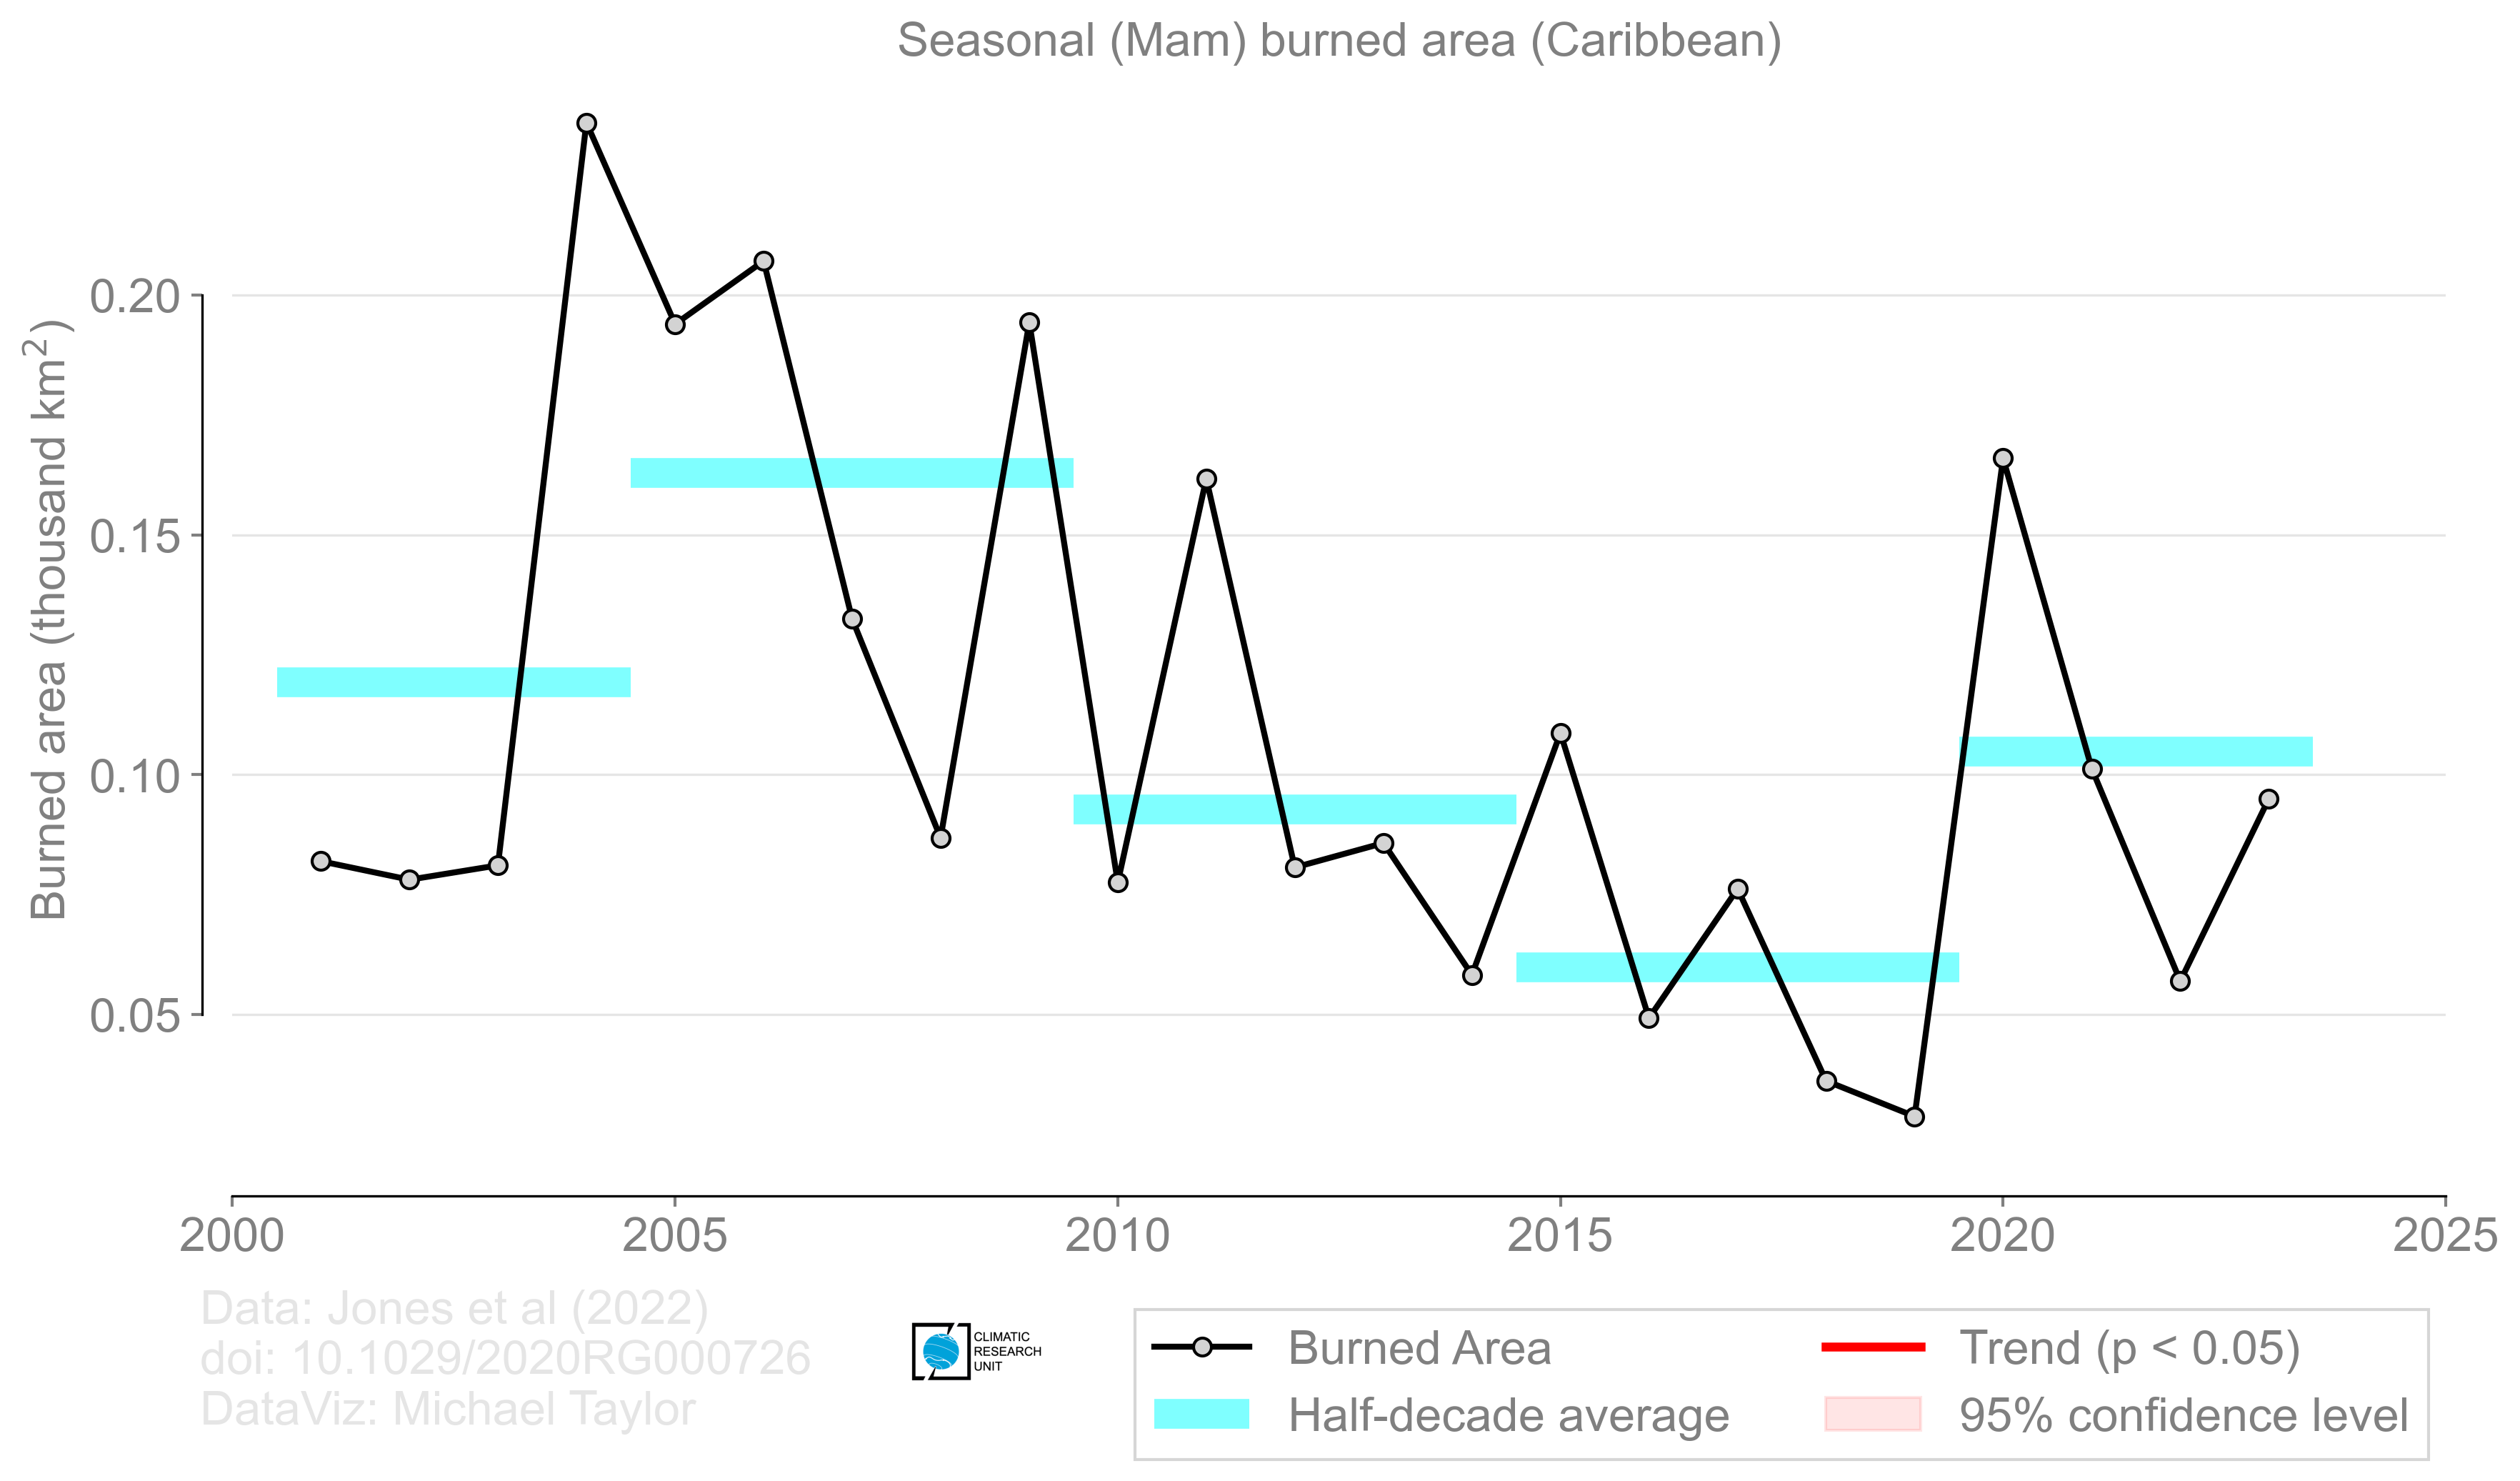 Seasonal (Mam) burned area (Caribbean)
Burned area (thousand km²)
0.20
0.15
0.10
0.05
2000 2005 2010 2015 2020 2025
Data: Jones et al (2022)
doi: 10.1029/2020RG000726
DataViz: Michael Taylor
CLIMATIC
RESEARCH
UNIT
Burned Area
Half-decade average
Trend (p < 0.05)
95% confidence level